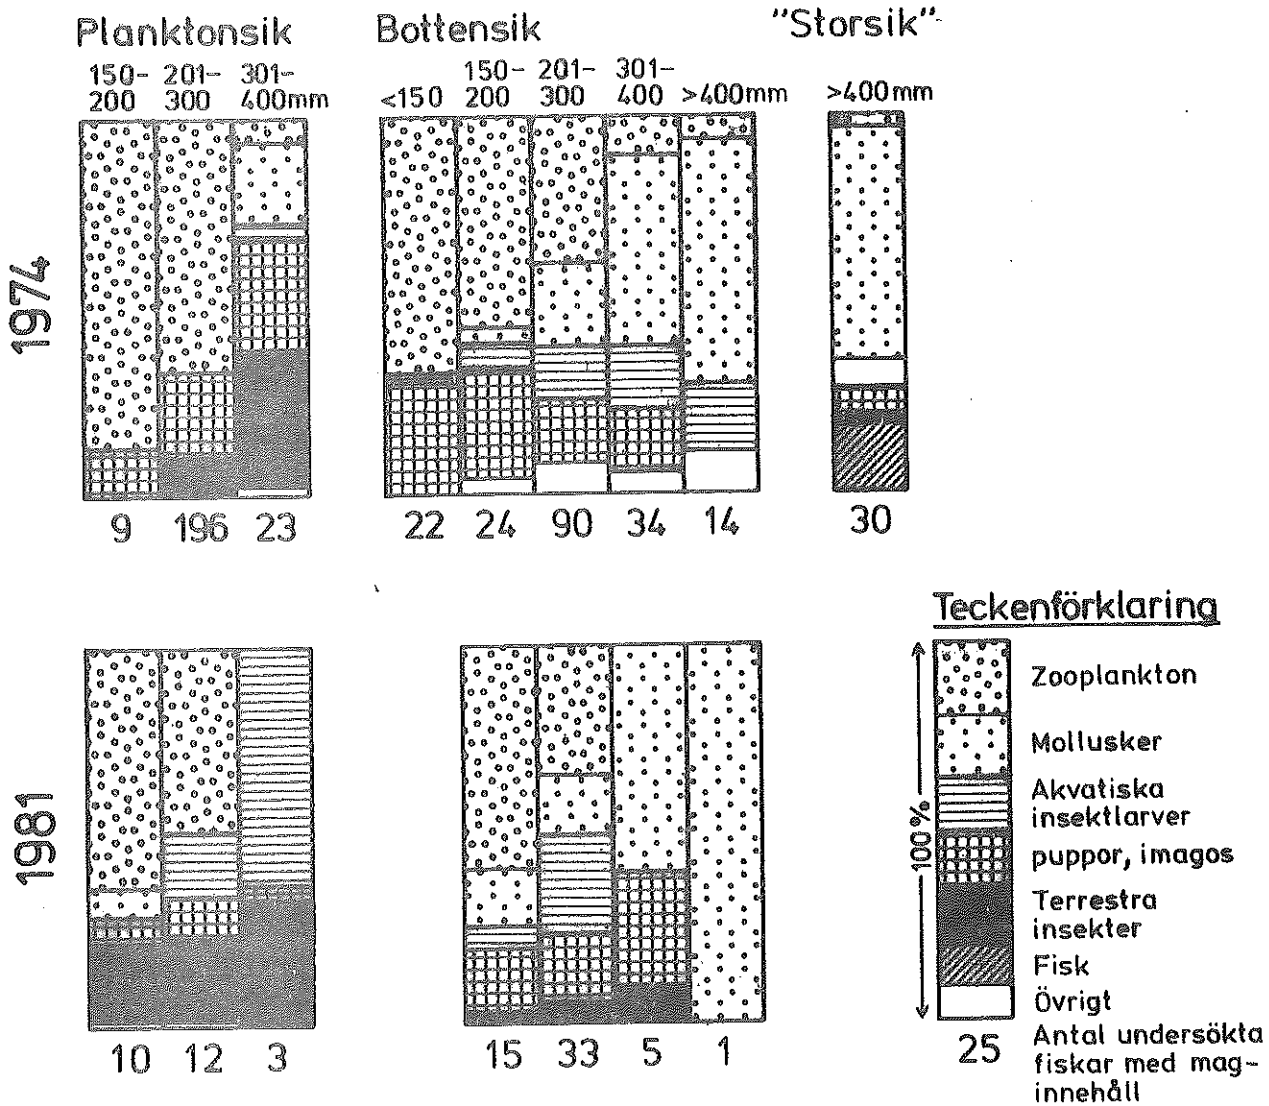 Planktonsik
Bottensik
"Storsik"
150-
200
201-
300
301-
400mm
<150
150-
200
201-
300
301-
400
>400mm
>400mm
1974
9 196 23
22 24 90 34 14
30
1981
10 12 3
15 33 5 1
Teckenförklaring
100%
Zooplankton
Mollusker
Akvatiska
insektlarver
puppor, imagos
Terrestra
insekter
Fisk
Övrigt
25
Antal undersökta
fiskar med mag-
innehåll